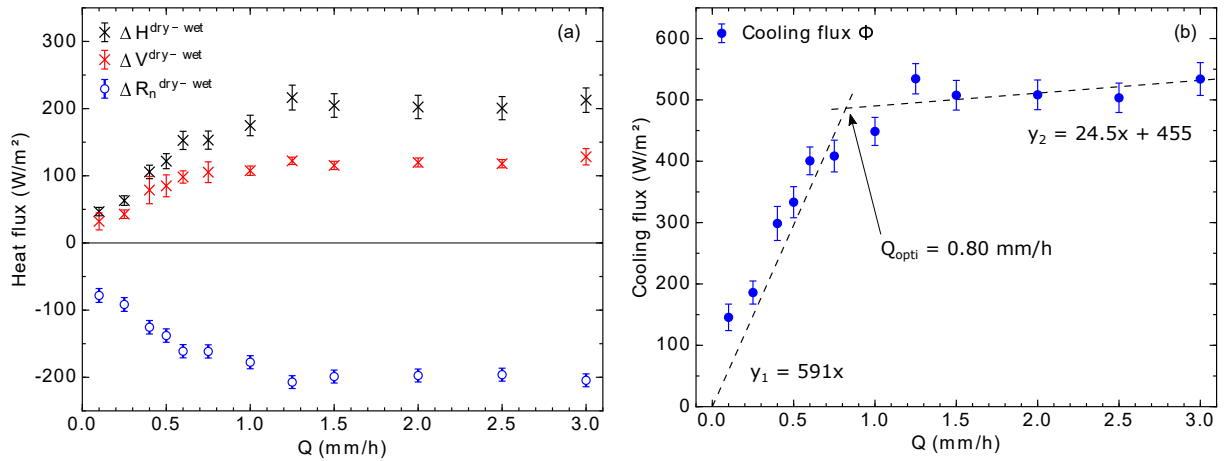 (a)
Δ H^dry- wet
Δ V^dry- wet
Δ R_n^dry- wet
Heat flux (W/m²)
300
200
100
0
-100
-200
0.0 0.5 1.0 1.5 2.0 2.5 3.0
Q (mm/h)
(b)
Cooling flux Φ
Cooling flux (W/m²)
600
500
400
300
200
100
0
y₂ = 24.5x + 455
Q_opti = 0.80 mm/h
y₁ = 591x
0.0 0.5 1.0 1.5 2.0 2.5 3.0
Q (mm/h)